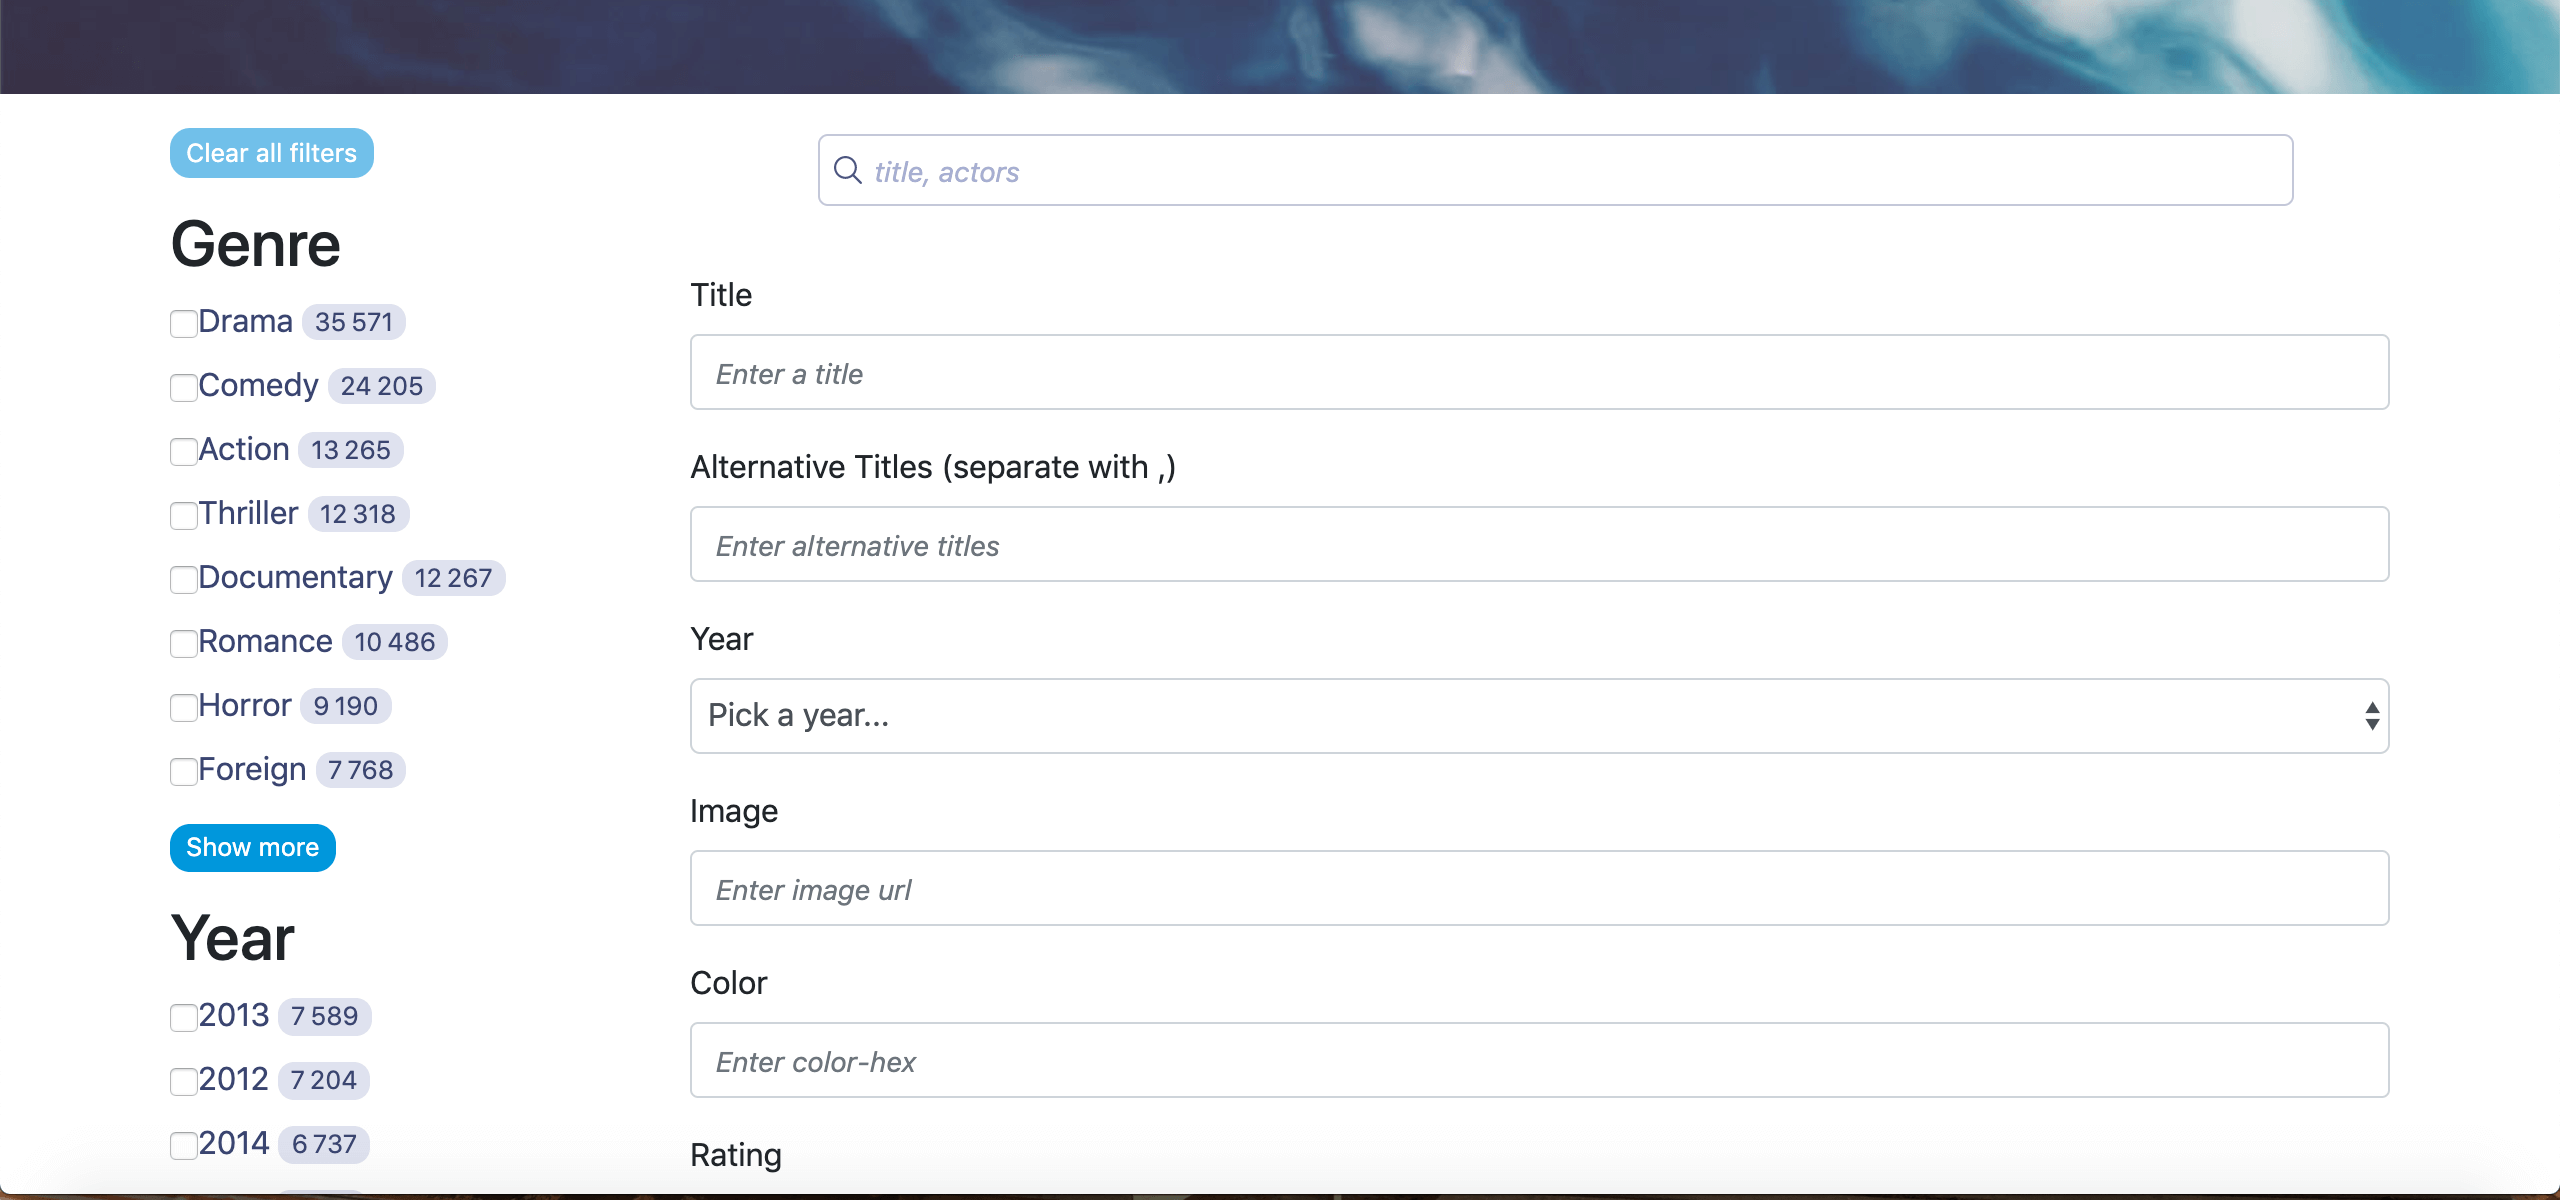 Clear all filters
title, actors
Genre
Drama 35 571
Comedy 24 205
Action 13 265
Thriller 12 318
Documentary 12 267
Romance 10 486
Horror 9 190
Foreign 7 768
Show more
Year
2013 7 589
2012 7 204
2014 6 737
Title
Enter a title
Alternative Titles (separate with ,)
Enter alternative titles
Year
Pick a year...
Image
Enter image url
Color
Enter color-hex
Rating